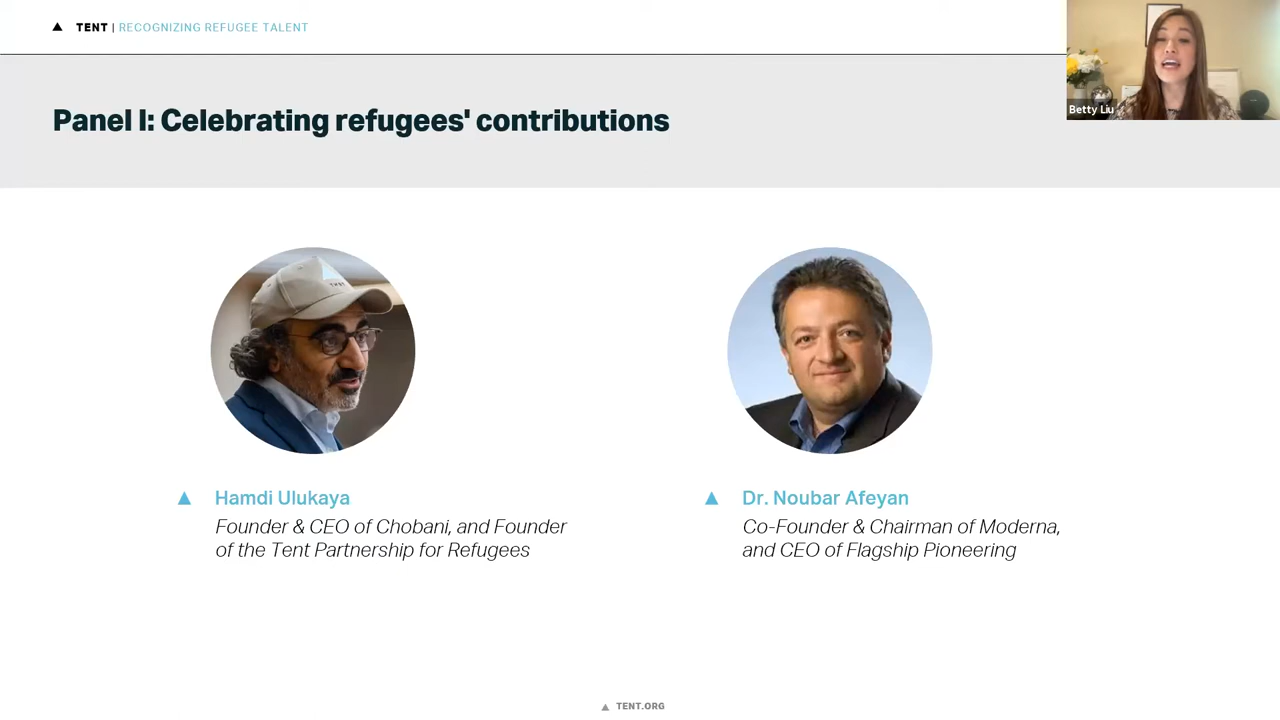 TENT | RECOGNIZING REFUGEE TALENT
Betty Liu
Panel I: Celebrating refugees' contributions
TENT
Hamdi Ulukaya
Founder & CEO of Chobani, and Founder
of the Tent Partnership for Refugees
Dr. Noubar Afeyan
Co-Founder & Chairman of Moderna,
and CEO of Flagship Pioneering
TENT.ORG